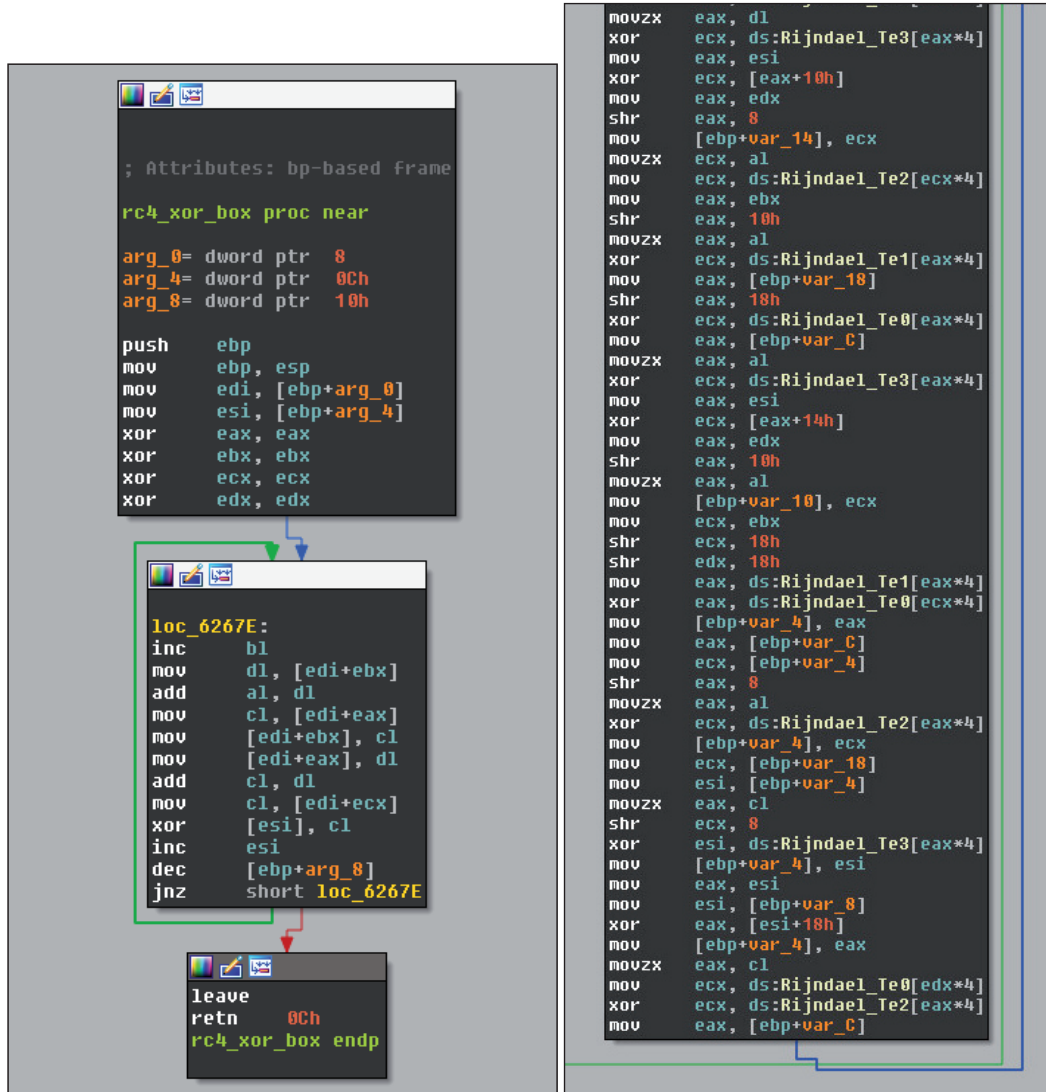 ; Attributes: bp-based frame
rc4_xor_box proc near
arg_0= dword ptr  8
arg_4= dword ptr  0Ch
arg_8= dword ptr  10h
push    ebp
mov     ebp, esp
mov     edi, [ebp+arg_0]
mov     esi, [ebp+arg_4]
xor     eax, eax
xor     ebx, ebx
xor     ecx, ecx
xor     edx, edx
loc_6267E:
inc     bl
mov     dl, [edi+ebx]
add     al, dl
mov     cl, [edi+eax]
mov     [edi+ebx], cl
mov     [edi+eax], dl
add     cl, dl
mov     cl, [edi+ecx]
xor     [esi], cl
inc     esi
dec     [ebp+arg_8]
jnz     short loc_6267E
leave
retn    0Ch
rc4_xor_box endp
movzx   eax, dl
xor     ecx, ds:Rijndael_Te3[eax*4]
mov     eax, esi
xor     ecx, [eax+10h]
mov     eax, edx
shr     eax, 8
mov     [ebp+var_14], ecx
movzx   ecx, al
mov     ecx, ds:Rijndael_Te2[ecx*4]
mov     eax, ebx
shr     eax, 10h
movzx   eax, al
xor     ecx, ds:Rijndael_Te1[eax*4]
mov     eax, [ebp+var_18]
shr     eax, 18h
xor     ecx, ds:Rijndael_Te0[eax*4]
mov     eax, [ebp+var_C]
movzx   eax, al
xor     ecx, ds:Rijndael_Te3[eax*4]
mov     eax, esi
xor     ecx, [eax+14h]
mov     eax, edx
shr     eax, 10h
movzx   eax, al
mov     [ebp+var_10], ecx
mov     ecx, ebx
shr     ecx, 18h
shr     edx, 18h
mov     eax, ds:Rijndael_Te1[eax*4]
xor     eax, ds:Rijndael_Te0[ecx*4]
mov     [ebp+var_4], eax
mov     eax, [ebp+var_C]
mov     ecx, [ebp+var_4]
shr     eax, 8
movzx   eax, al
xor     ecx, ds:Rijndael_Te2[eax*4]
mov     [ebp+var_4], ecx
mov     ecx, [ebp+var_18]
mov     esi, [ebp+var_4]
movzx   eax, cl
shr     ecx, 8
xor     esi, ds:Rijndael_Te3[eax*4]
mov     [ebp+var_4], esi
mov     eax, esi
mov     esi, [ebp+var_8]
xor     eax, [esi+18h]
mov     [ebp+var_4], eax
movzx   eax, cl
mov     ecx, ds:Rijndael_Te0[edx*4]
xor     ecx, ds:Rijndael_Te2[eax*4]
mov     eax, [ebp+var_C]